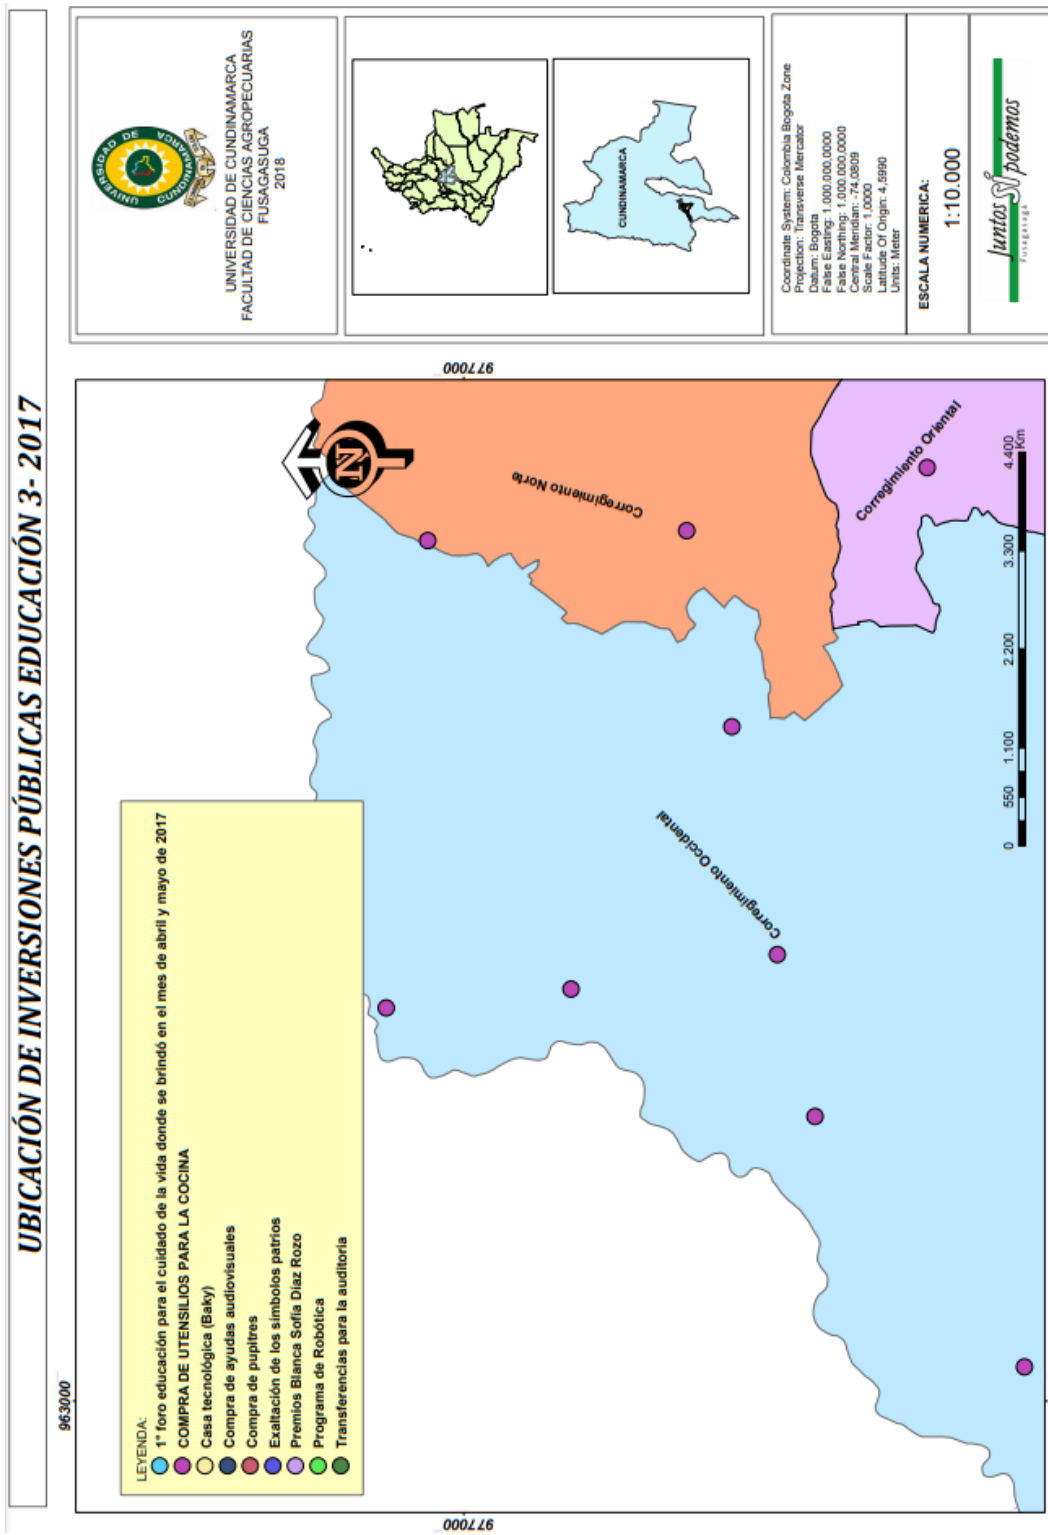 UBICACIÓN DE INVERSIONES PÚBLICAS EDUCACIÓN 3- 2017
963000
977000
977000
LEYENDA:
1° foro educación para el cuidado de la vida donde se brindó en el mes de abril y mayo de 2017
COMPRA DE UTENSILIOS PARA LA COCINA
Casa tecnológica (Baky)
Compra de ayudas audiovisuales
Compra de pupitres
Exaltación de los símbolos patrios
Premios Blanca Sofía Díaz Rozo
Programa de Robótica
Transferencias para la auditoria
N
Corregimiento Norte
Corregimiento Oriental
Corregimiento Occidental
0 550 1.100 2.200 3.300 4.400
Km
UNIVERSIDAD DE CUNDINAMARCA
UNIVERSIDAD DE CUNDINAMARCA
FACULTAD DE CIENCIAS AGROPECUARIAS
FUSAGASUGA
2018
CUNDINAMARCA
Coordinate System: Colombia Bogota Zone
Projection: Transverse Mercator
Datum: Bogota
False Easting: 1.000.000,0000
False Northing: 1.000.000,0000
Central Meridian: -74,0809
Scale Factor: 1,0000
Latitude Of Origin: 4,5990
Units: Meter
ESCALA NUMERICA:
1:10.000
Juntos Sí podemos
Fusagasugá